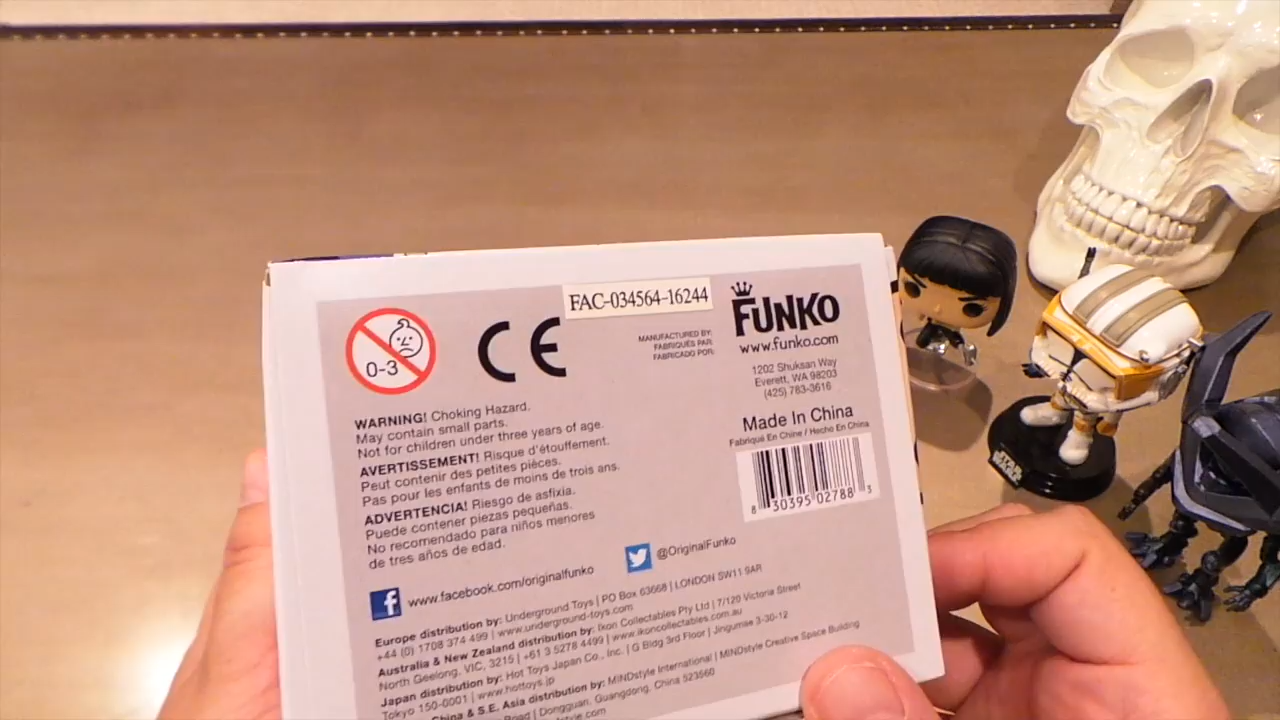 0-3
CE
FAC-034564-16244
MANUFACTURED BY:
FABRIQUÉS PAR:
FABRICADO POR:
FUNKO
www.funko.com
1202 Shuksan Way
Everett, WA 98203
(425) 783-3616
Made In China
Fabriqué En Chine / Hecho En China
8 30395 02788 3
WARNING! Choking Hazard.
May contain small parts.
Not for children under three years of age.
AVERTISSEMENT! Risque d'étouffement.
Peut contenir des petites pièces.
Pas pour les enfants de moins de trois ans.
ADVERTENCIA! Riesgo de asfixia.
Puede contener piezas pequeñas.
No recomendado para niños menores
de tres años de edad.
f www.facebook.com/originalfunko
@OriginalFunko
Europe distribution by: Underground Toys | PO Box 63668 | LONDON SW11 9AR
+44 (0) 1708 374 499 | www.underground-toys.com
Australia & New Zealand distribution by: Ikon Collectables Pty Ltd | 7/120 Victoria Street
North Geelong, VIC, 3215 | +61 3 5278 4499 | www.ikoncollectables.com.au
Japan distribution by: Hot Toys Japan Co., Inc. | G Bldg 3rd Floor | Jingumae 3-30-12
Tokyo 150-0001 | www.hottoys.jp
China & S.E. Asia distribution by: MINDstyle International | MINDstyle Creative Space Building
Road | Dongguan, Guangdong, China 523560
STAR
WARS